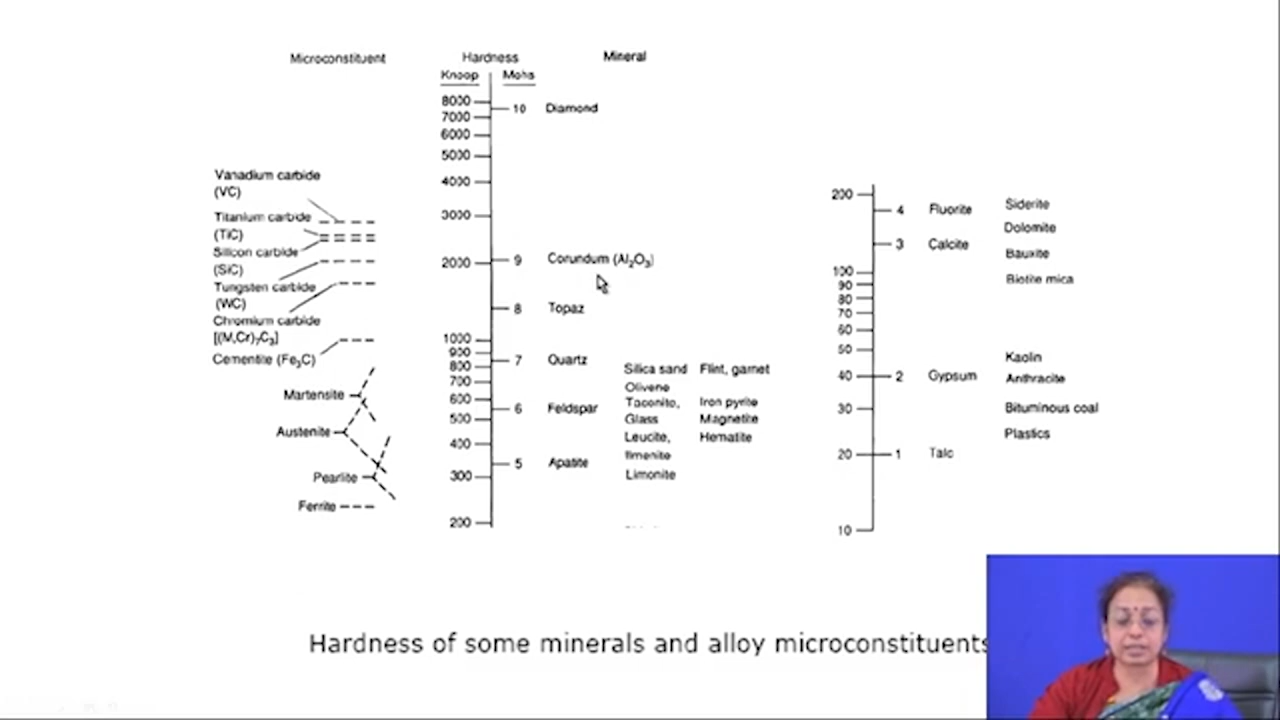 Microconstituent Hardness Mineral
Knoop Mohs
8000
10 Diamond
7000
6000
5000
4000
3000
2000
9 Corundum (Al₂O₃)
8 Topaz
1000
900
800
7 Quartz
700
600
6 Feldspar
500
400
5 Apatite
300
200
Vanadium carbide
(VC)
Titanium carbide
(TiC)
Silicon carbide
(SiC)
Tungsten carbide
(WC)
Chromium carbide
[(M,Cr)₇C₃]
Cementite (Fe₃C)
Martensite
Austenite
Pearlite
Ferrite
Silica sand Flint, garnet
Olivene
Taconito, Iron pyrite
Glass Magnetite
Leucite, Hematite
Ilmenite
Limonite
200
4 Fluorite
3 Calcite
100
90
80
70
60
50
40 2 Gypsum
30
20 1 Talc
10
Siderite
Dolomite
Bauxite
Biotite mica
Kaolin
Anthracite
Bituminous coal
Plastics
Hardness of some minerals and alloy microconstituents